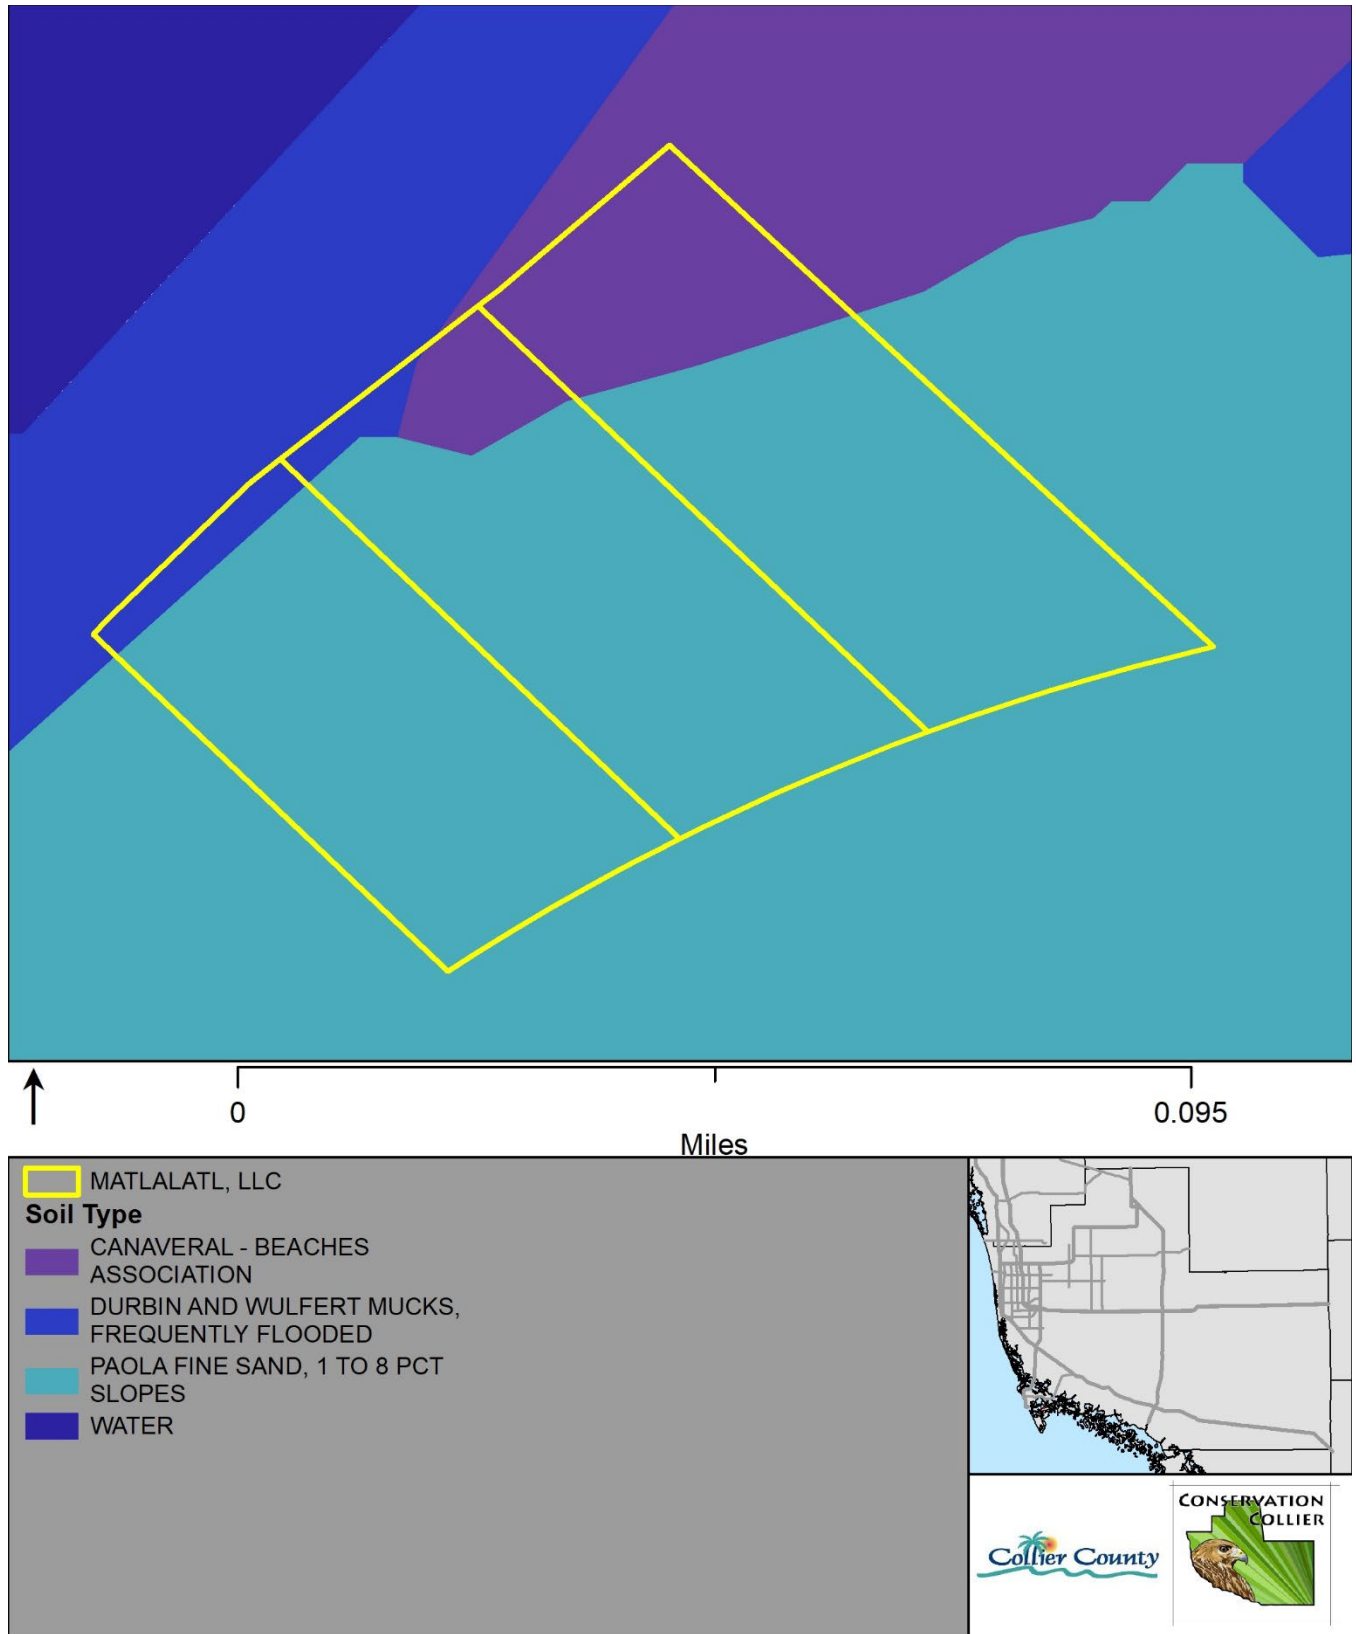 0
0.095
Miles
MATLALATL, LLC
Soil Type
CANAVERAL - BEACHES
ASSOCIATION
DURBIN AND WULFERT MUCKS,
FREQUENTLY FLOODED
PAOLA FINE SAND, 1 TO 8 PCT
SLOPES
WATER
Collier County
CONSERVATION
COLLIER